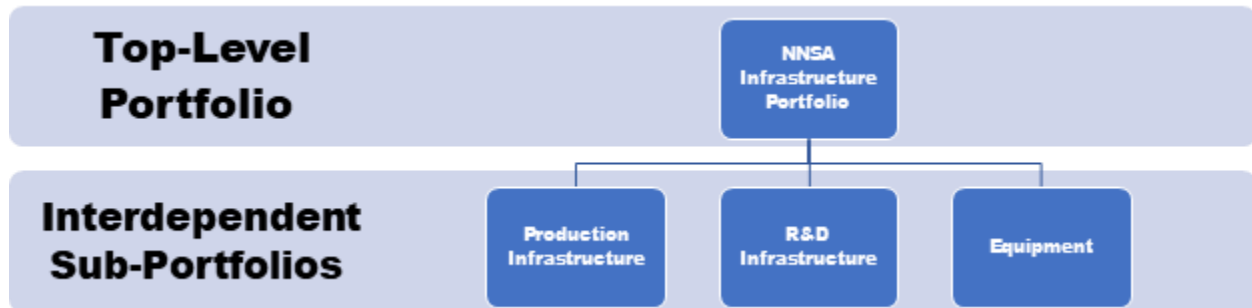 Top-Level
Portfolio
NNSA
Infrastructure
Portfolio
Interdependent
Sub-Portfolios
Production
Infrastructure
R&D
Infrastructure
Equipment